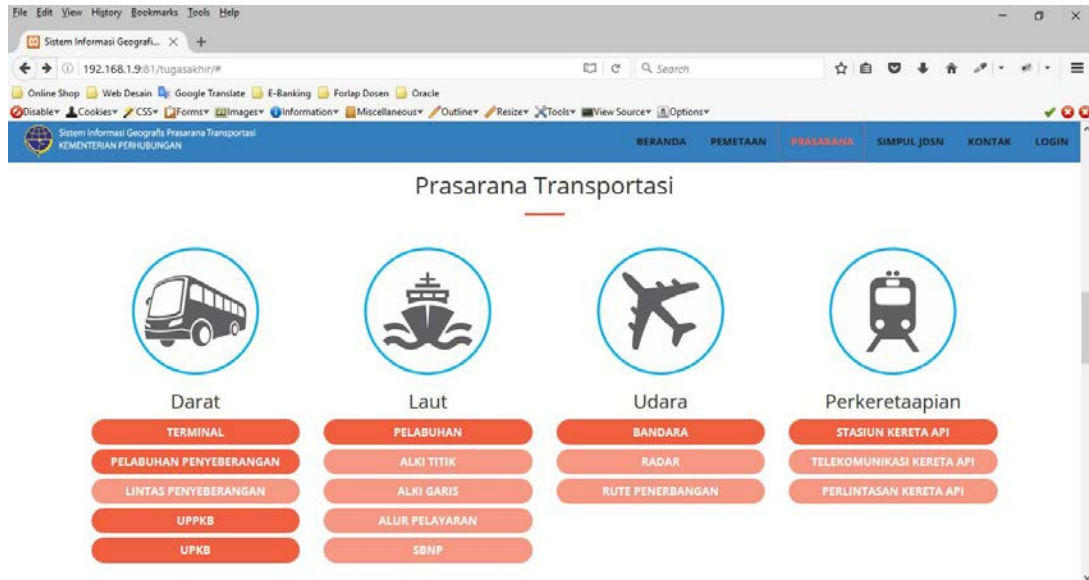 File Edit View History Bookmarks Tools Help
Sistem Informasi Geografi... × +
192.168.1.9:81/tugasakhir/# Search
Online Shop Web Desain Google Translate E-Banking Forlap Dosen Oracle
Disable Cookies CSS Forms Images Information Miscellaneous Outline Resize Tools View Source Options
Sistem Informasi Geografis Prasarana Transportasi
KEMENTERIAN PERHUBUNGAN
BERANDA PEMETAAN PRASARANA SIMPUL JDSN KONTAK LOGIN
Prasarana Transportasi
Darat Laut Udara Perkeretaapian
TERMINAL PELABUHAN BANDARA STASIUN KERETA API
PELABUHAN PENYEBERANGAN ALKI TITIK RADAR TELEKOMUNIKASI KERETA API
LINTAS PENYEBERANGAN ALKI GARIS RUTE PENERBANGAN PERLINTASAN KERETA API
UPPKB ALUR PELAYARAN
UPKB SBNP